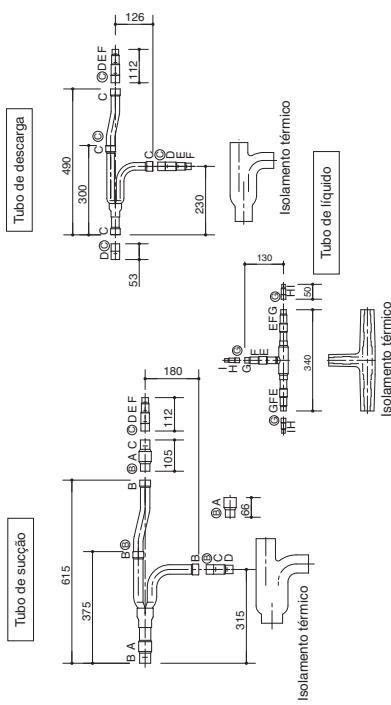 Tubo de descarga
126
Ⓒ D E F
112
C
490
300
C Ⓒ
C
Ⓒ D E F
D Ⓒ
C
53
230
Isolamento térmico
Tubo de líquido
130
I H Ⓖ
G F E
Ⓖ G F E
I H
E F G
Ⓖ H I
50
340
Isolamento térmico
Tubo de sucção
180
Ⓒ D E F
112
Ⓑ A C
105
B
615
375
B Ⓑ
B
Ⓑ C D
B A
Ⓑ A
66
315
Isolamento térmico